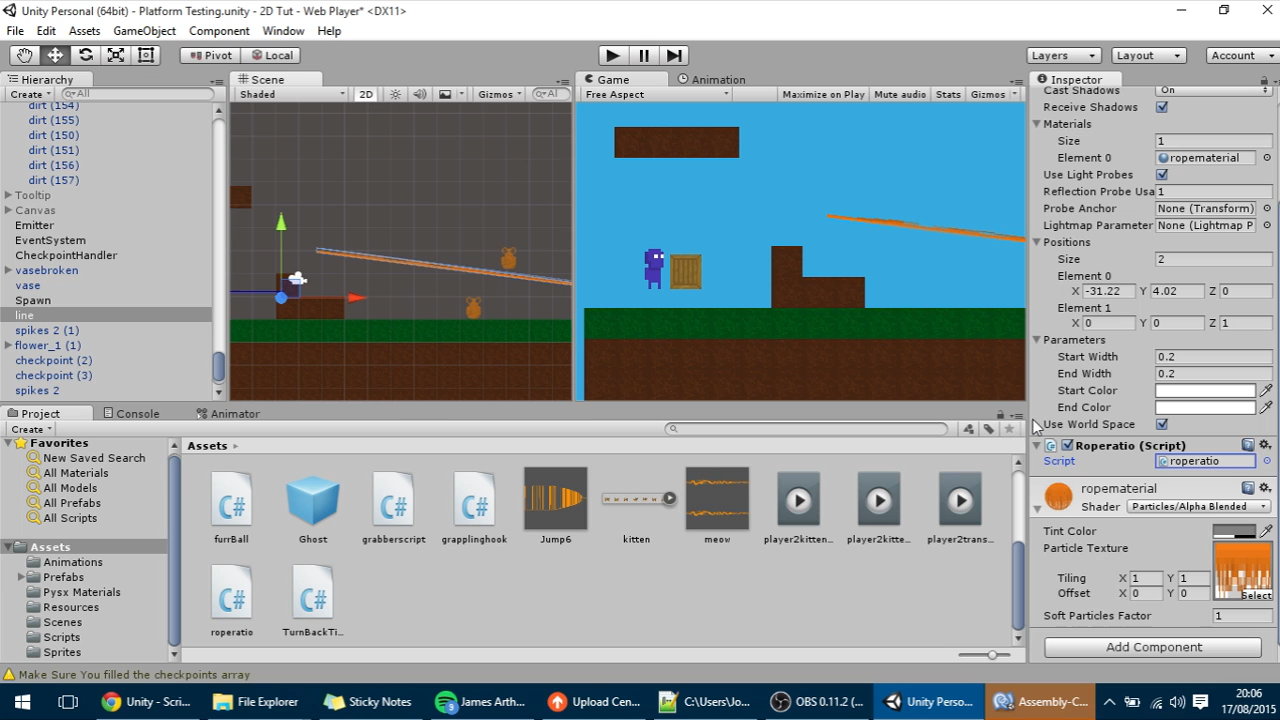 Unity Personal (64bit) - Platform Testing.unity - 2D Tut - Web Player* <DX11>
File Edit Assets GameObject Component Window Help
Pivot Local Layers Layout Account
Hierarchy Scene Game Animation Inspector
Create All Shaded 2D Gizmos Al Free Aspect Maximize on Play Mute audio Stats Gizmos
Cast Shadows On
Receive Shadows
Materials
Size 1
Element 0 ropematerial
Use Light Probes
Reflection Probe Usa 1
Probe Anchor None (Transform)
Lightmap Parameter None (Lightmap P
Positions
Size 2
Element 0
X -31.22 Y 4.02 Z 0
Element 1
X 0 Y 0 Z 1
Parameters
Start Width 0.2
End Width 0.2
Start Color
End Color
Use World Space
Roperatio (Script)
Script roperatio
ropematerial
Shader Particles/Alpha Blended
Tint Color
Particle Texture
Tiling X 1 Y 1
Offset X 0 Y 0
Select
Soft Particles Factor 1
Add Component
dirt (154)
dirt (155)
dirt (150)
dirt (151)
dirt (156)
dirt (157)
Tooltip
Canvas
Emitter
EventSystem
CheckpointHandler
vasebroken
vase
Spawn
line
spikes 2 (1)
flower_1 (1)
checkpoint (2)
checkpoint (3)
spikes 2
Project Console Animator
Create
Favorites
New Saved Search
All Materials
All Models
All Prefabs
All Scripts
Assets
Animations
Prefabs
Pysx Materials
Resources
Scenes
Scripts
Sprites
Assets
C# C# C#
furrBall Ghost grabberscript grapplinghook Jump6 kitten meow player2kitten... player2kitte... player2trans...
C# C#
roperatio TurnBackTi...
Make Sure You filled the checkpoints array
Unity - Scri... File Explorer Sticky Notes James Arth... Upload Cen... C:\Users\Jo... OBS 0.11.2 (... Unity Perso... Assembly-C...
20:06
17/08/2015